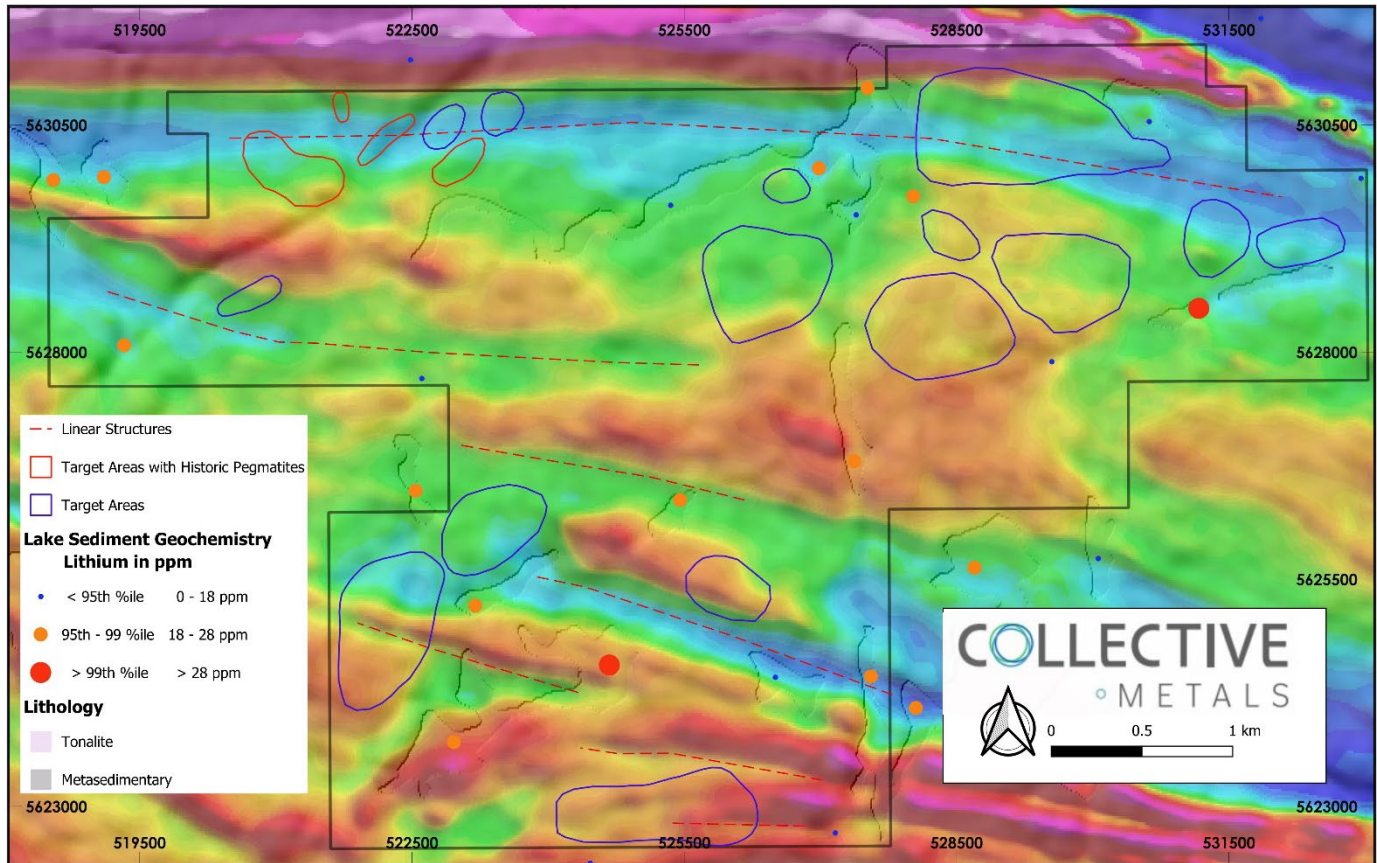 519500 522500 525500 528500 531500
5630500 5630500
5628000 5628000
Linear Structures
Target Areas with Historic Pegmatites
Target Areas
Lake Sediment Geochemistry
Lithium in ppm
< 95th %ile 0 - 18 ppm
95th - 99 %ile 18 - 28 ppm
> 99th %ile > 28 ppm
Lithology
Tonalite
Metasedimentary
5625500
COLLECTIVE
METALS
0 0.5 1 km
5623000 5623000
519500 522500 525500 528500 531500